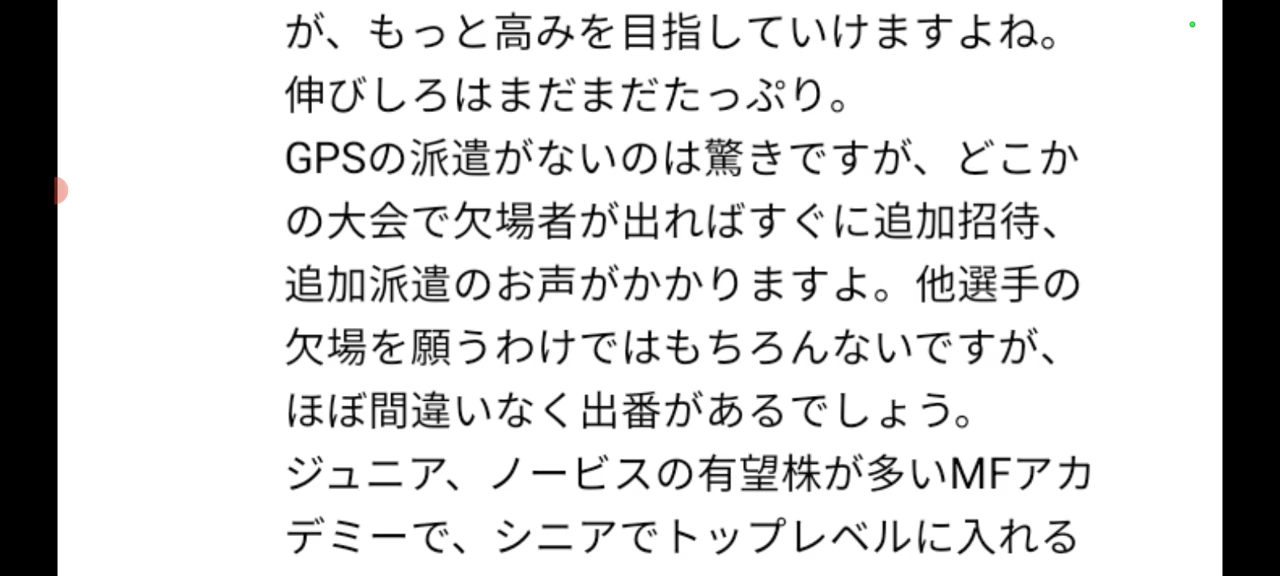 が、もっと高みを目指していけますよね。
伸びしろはまだまだたっぷり。
GPSの派遣がないのは驚きですが、どこか
の大会で欠場者が出ればすぐに追加招待、
追加派遣のお声がかかりますよ。他選手の
欠場を願うわけではもちろんないですが、
ほぼ間違いなく出番があるでしょう。
ジュニア、ノービスの有望株が多いMFアカ
デミーで、シニアでトップレベルに入れる